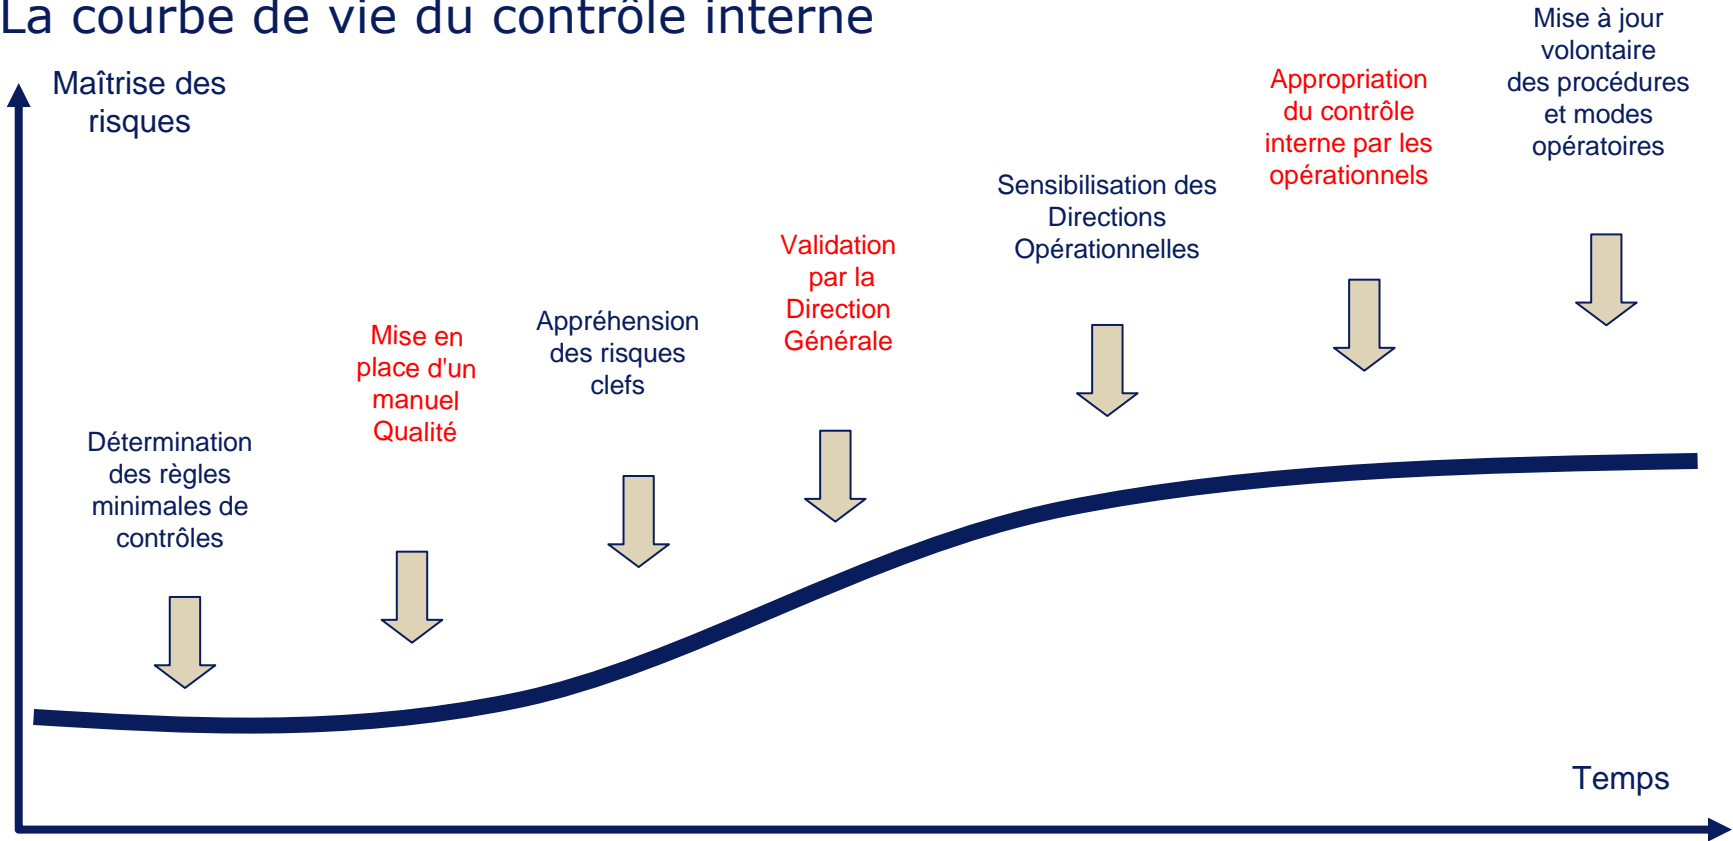 La courbe de vie du contrôle interne
Maîtrise des
risques
Détermination
des règles
minimales de
contrôles
Mise en
place d'un
manuel
Qualité
Appréhension
des risques
clefs
Validation
par la
Direction
Générale
Sensibilisation des
Directions
Opérationnelles
Appropriation
du contrôle
interne par les
opérationnels
Mise à jour
volontaire
des procédures
et modes
opératoires
Temps